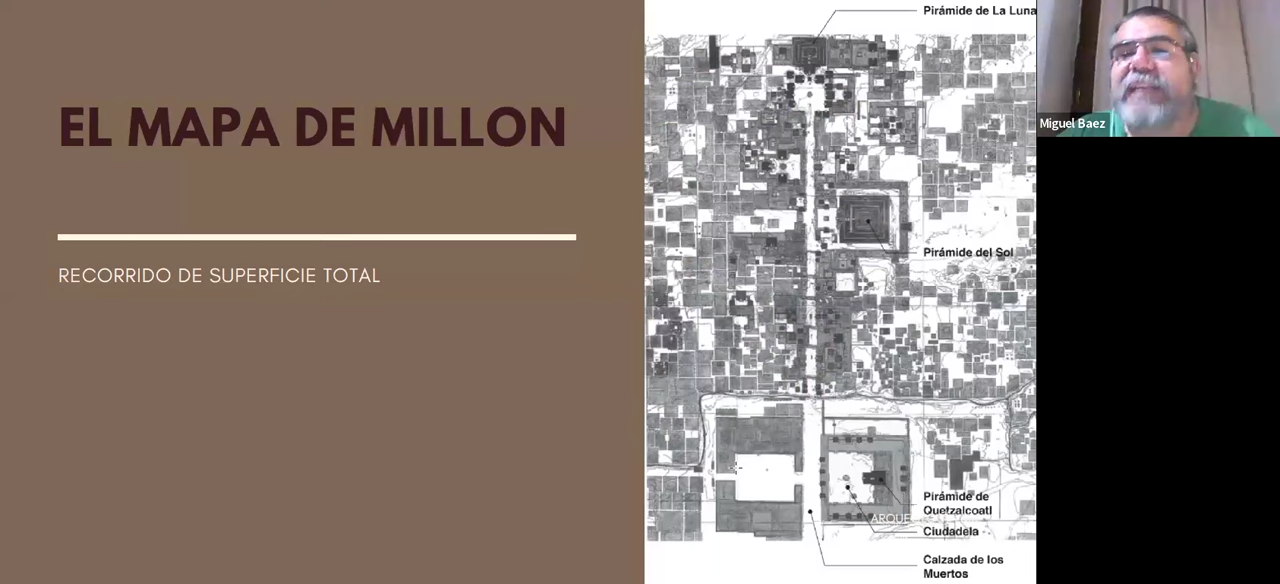 EL MAPA DE MILLON
RECORRIDO DE SUPERFICIE TOTAL
Pirámide de La Luna
Pirámide del Sol
Pirámide de
Quetzalcoatl
Ciudadela
Calzada de los
Muertos
Miguel Baez